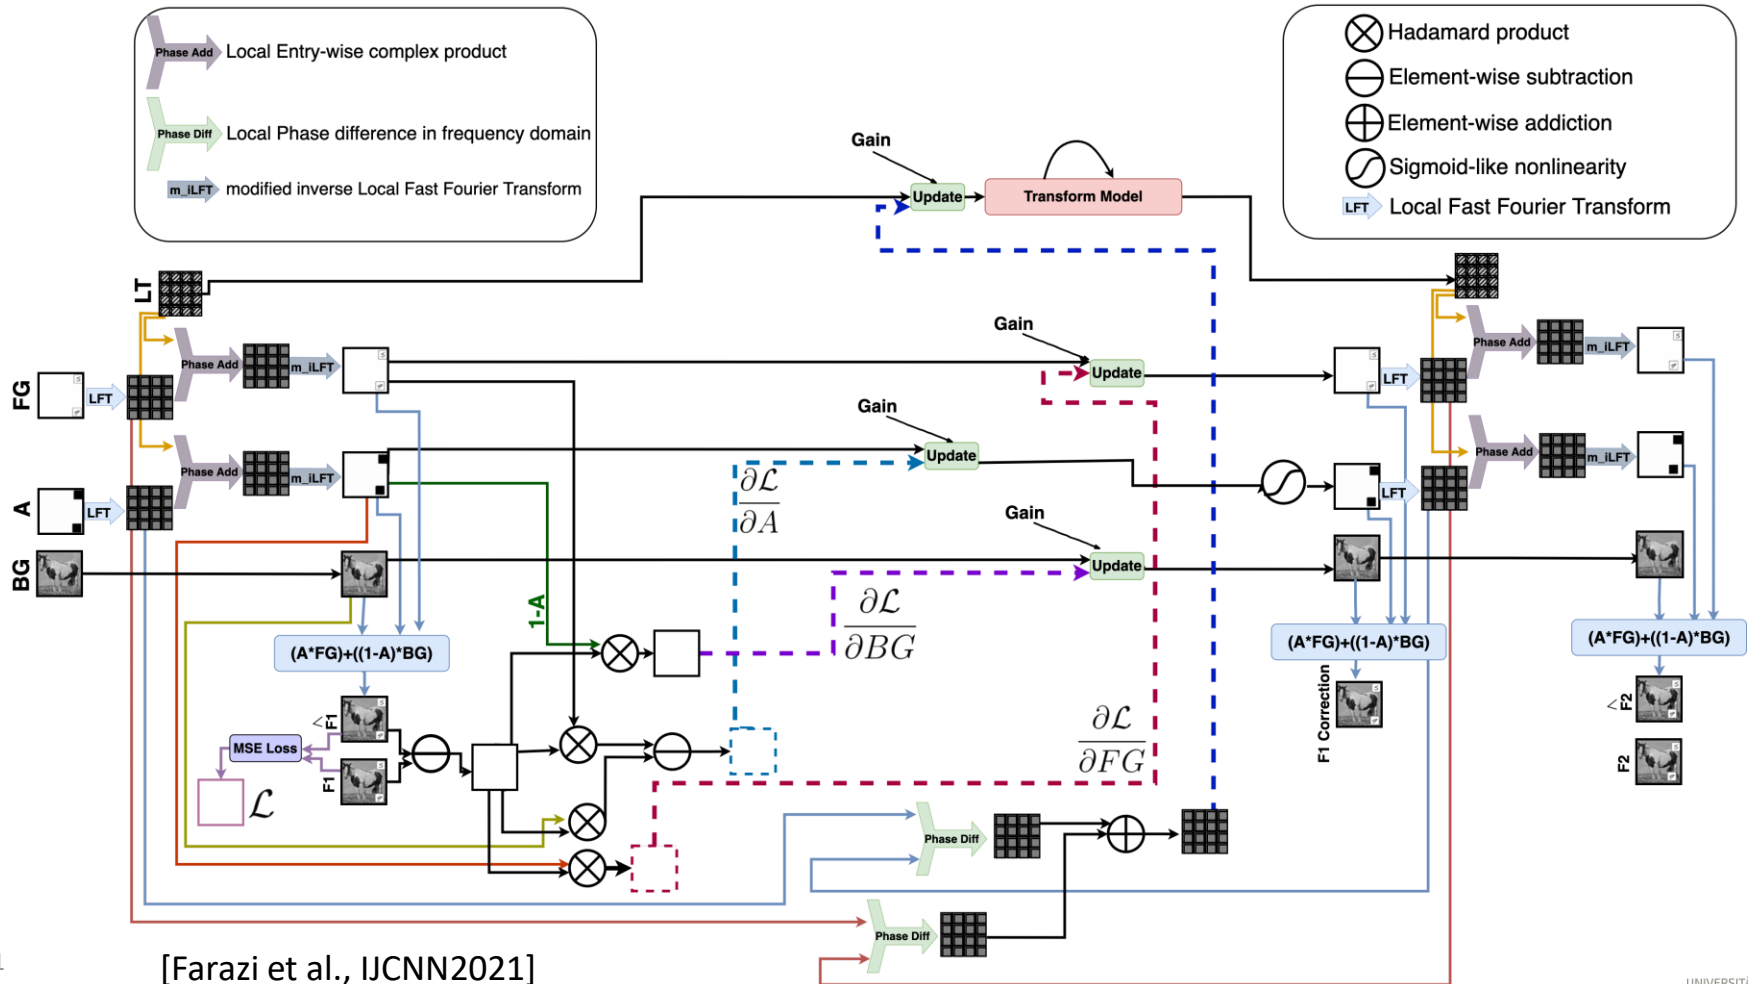 Phase Add Local Entry-wise complex product
Phase Diff Local Phase difference in frequency domain
m_iLFT modified inverse Local Fast Fourier Transform
Hadamard product
Element-wise subtraction
Element-wise addiction
Sigmoid-like nonlinearity
LFT Local Fast Fourier Transform
Gain
Update
Transform Model
LT
Gain
FG
LFT
Phase Add
m_iLFT
Update
LFT
Phase Add
m_iLFT
Gain
A
LFT
Phase Add
m_iLFT
Update
LFT
Phase Add
m_iLFT
∂ℒ
∂A
Gain
BG
Update
1-A
∂ℒ
∂BG
(A*FG)+((1-A)*BG)
(A*FG)+((1-A)*BG)
(A*FG)+((1-A)*BG)
^F1
MSE Loss
F1
ℒ
∂ℒ
∂FG
F1 Correction
^F2
F2
Phase Diff
Phase Diff
[Farazi et al., IJCNN2021]
UNIVERSITÄ